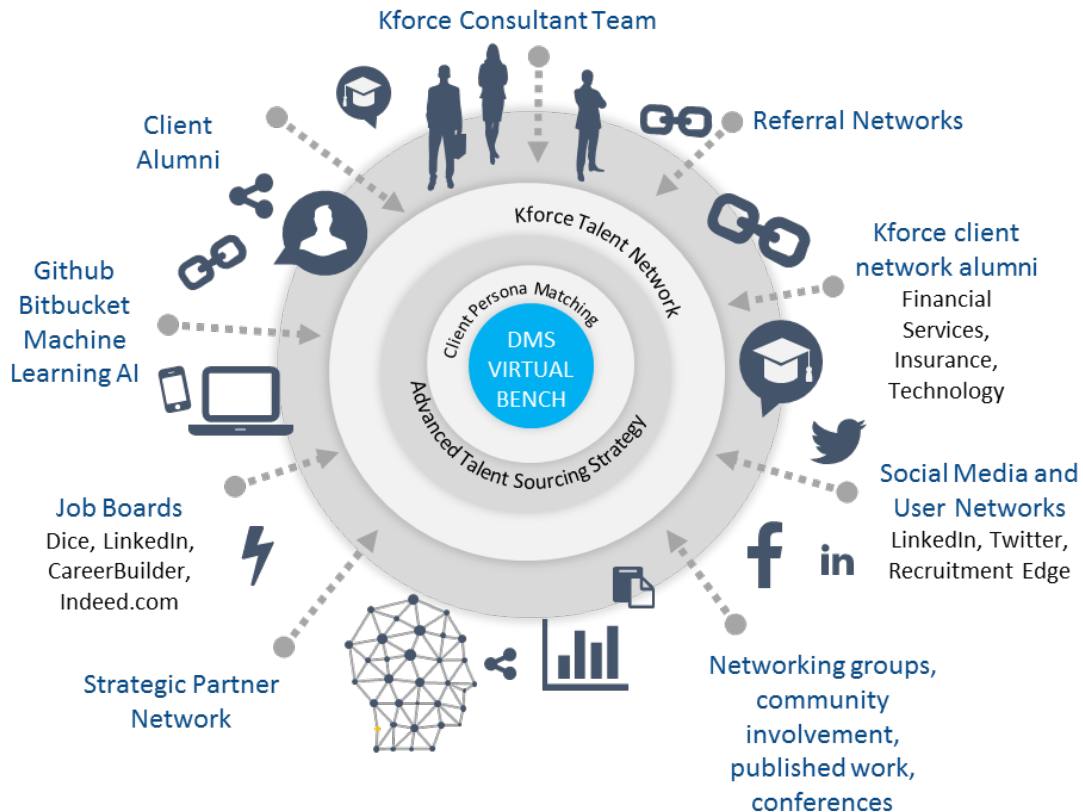 Kforce Consultant Team
Client
Alumni
Referral Networks
Kforce Talent Network
Kforce client
network alumni
Financial
Services,
Insurance,
Technology
Github
Bitbucket
Machine
Learning AI
Client Persona Matching
DMS
VIRTUAL
BENCH
Advanced Talent Sourcing Strategy
Job Boards
Dice, LinkedIn,
CareerBuilder,
Indeed.com
Social Media and
User Networks
LinkedIn, Twitter,
Recruitment Edge
in
Strategic Partner
Network
Networking groups,
community
involvement,
published work,
conferences